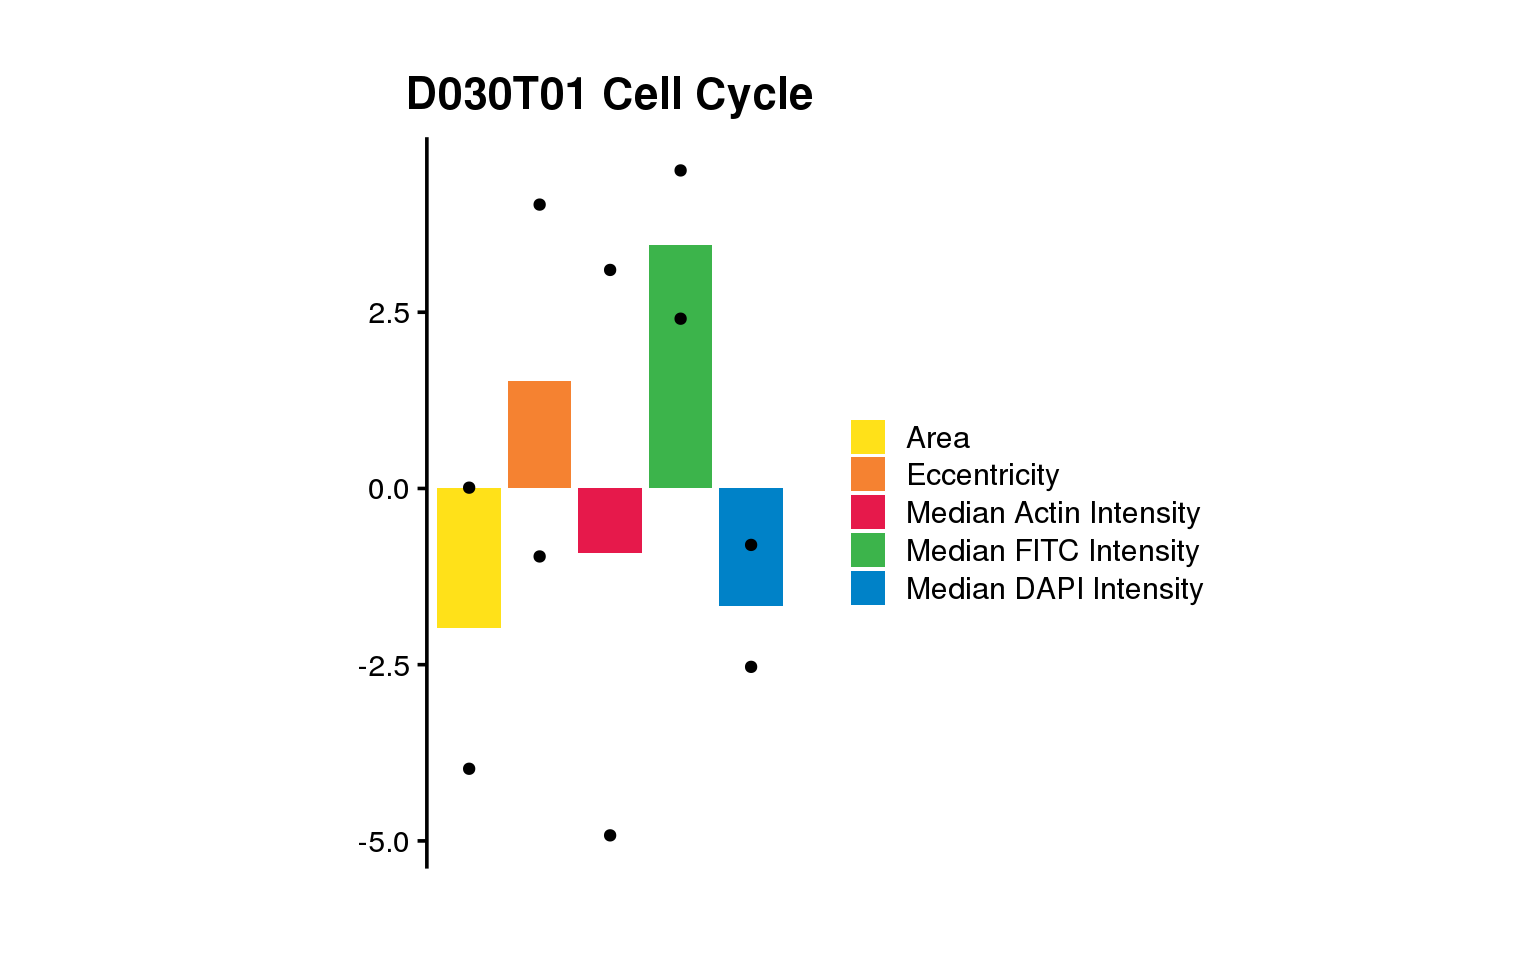 D030T01 Cell Cycle
2.5
0.0
-2.5
-5.0
Area
Eccentricity
Median Actin Intensity
Median FITC Intensity
Median DAPI Intensity